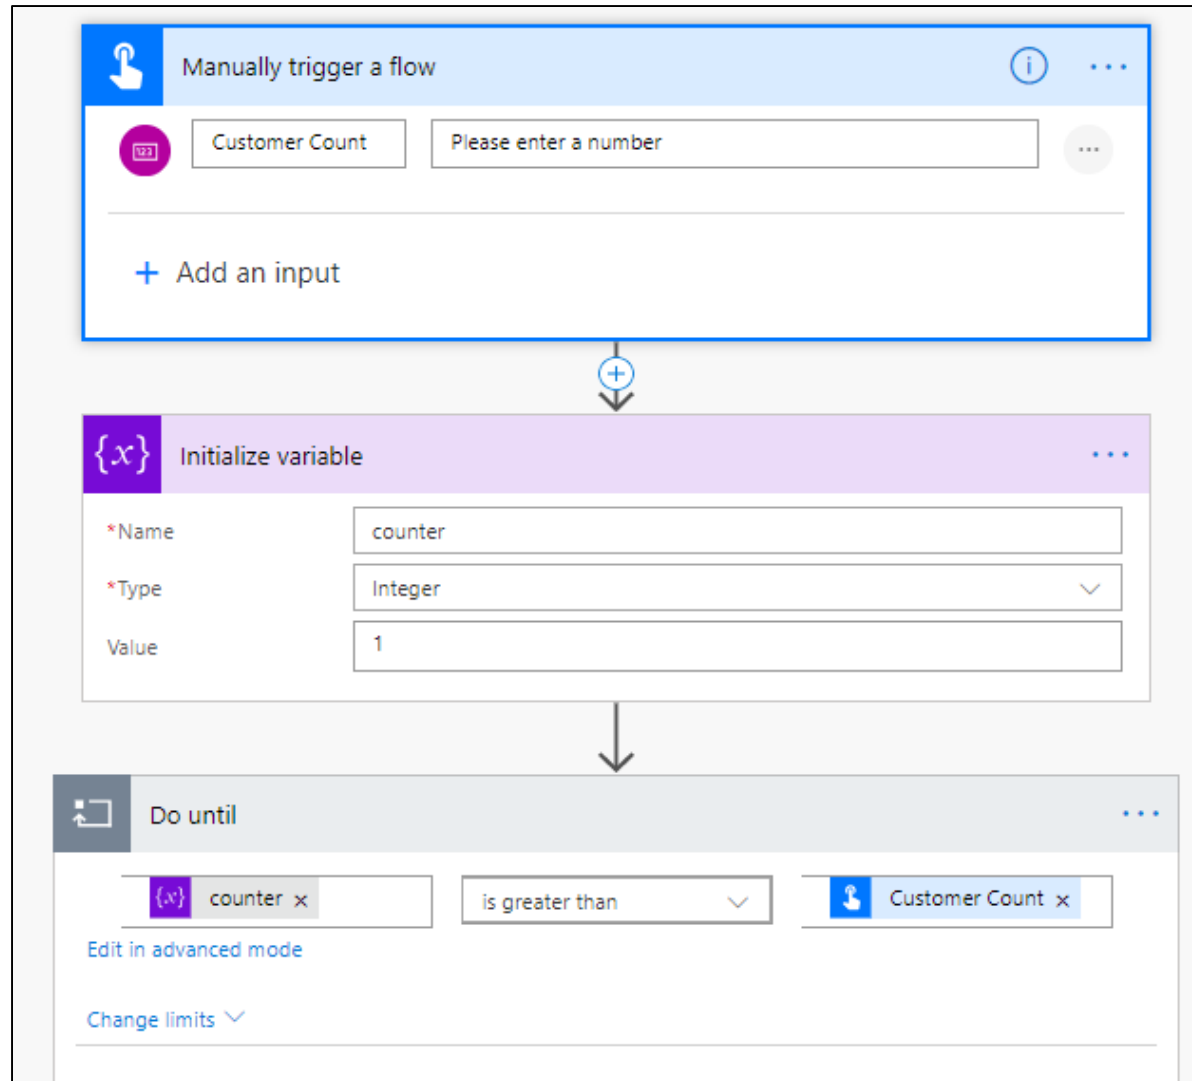 Manually trigger a flow
123 Customer Count Please enter a number
+ Add an input
{x} Initialize variable
*Name counter
*Type Integer
Value 1
Do until
{x} counter × is greater than Customer Count ×
Edit in advanced mode
Change limits